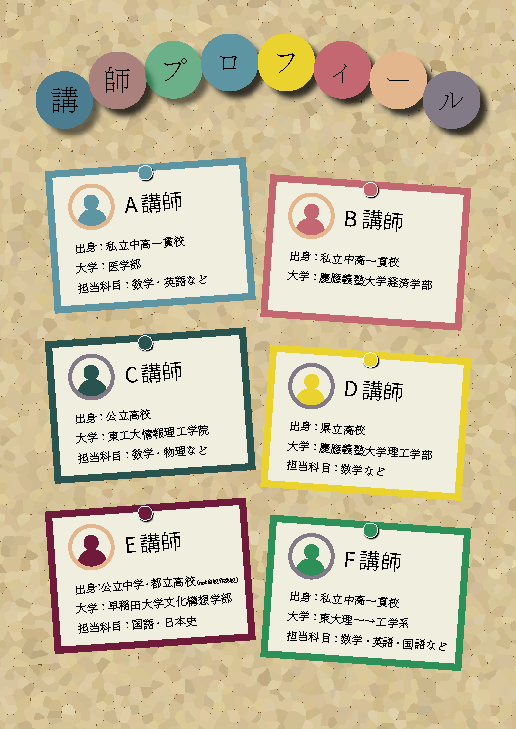 講師プロフィール
A 講師
出身：私立中高一貫校
大学：医学部
担当科目：数学・英語など
B 講師
出身：私立中高一貫校
大学：慶應義塾大学経済学部
C 講師
出身：公立高校
大学：東工大情報理工学院
担当科目：数学・物理など
D 講師
出身：県立高校
大学：慶應義塾大学理工学部
担当科目：数学など
E 講師
出身：公立中学・都立高校
大学：早稲田大学文化構想学部
担当科目：国語・日本史
F 講師
出身：私立中高一貫校
大学：東大理一→工学系
担当科目：数学・英語・国語など